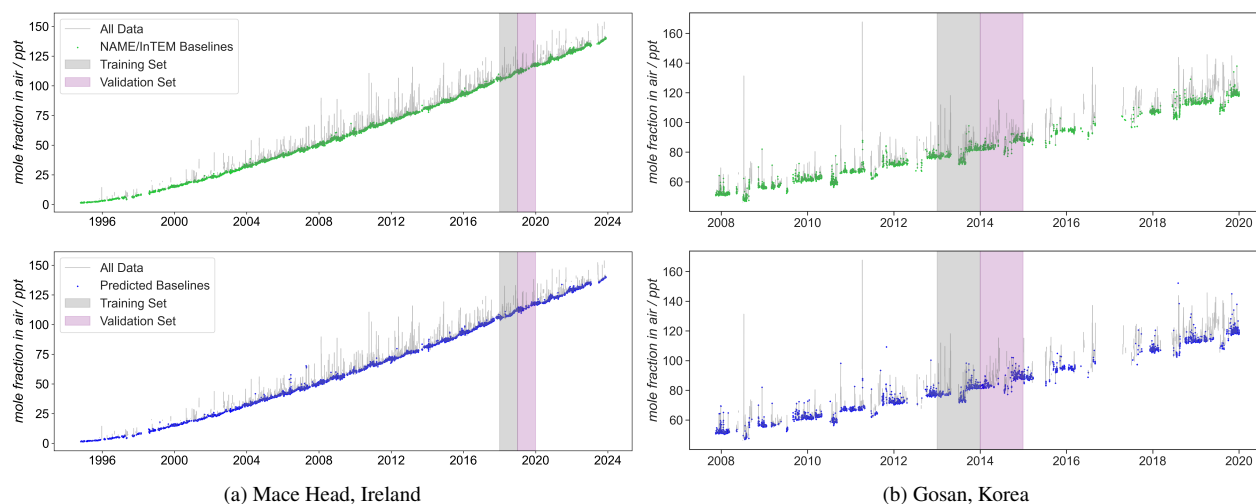 mole fraction in air / ppt
150
125
100
75
50
25
0
All Data
NAME/InTEM Baselines
Training Set
Validation Set
1996 2000 2004 2008 2012 2016 2020 2024
mole fraction in air / ppt
160
140
120
100
80
60
2008 2010 2012 2014 2016 2018 2020
mole fraction in air / ppt
150
125
100
75
50
25
0
All Data
Predicted Baselines
Training Set
Validation Set
1996 2000 2004 2008 2012 2016 2020 2024
mole fraction in air / ppt
160
140
120
100
80
60
2008 2010 2012 2014 2016 2018 2020
(a) Mace Head, Ireland
(b) Gosan, Korea